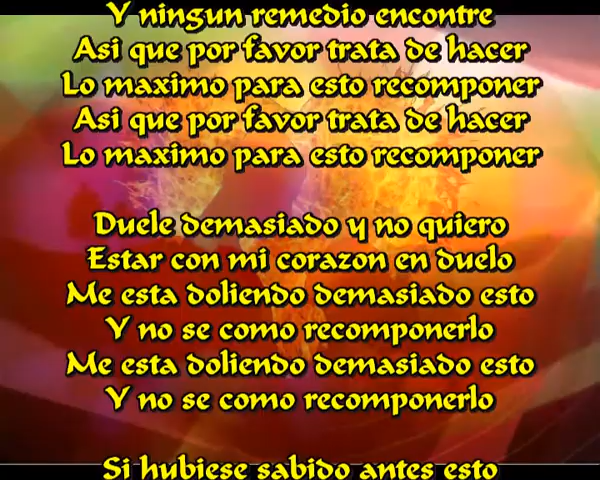 Y ningun remedio encontre
Asi que por favor trata de hacer
Lo maximo para esto recomponer
Asi que por favor trata de hacer
Lo maximo para esto recomponer
Duele demasiado y no quiero
Estar con mi corazon en duelo
Me esta doliendo demasiado esto
Y no se como recomponerlo
Me esta doliendo demasiado esto
Y no se como recomponerlo
Si hubiese sabido antes esto